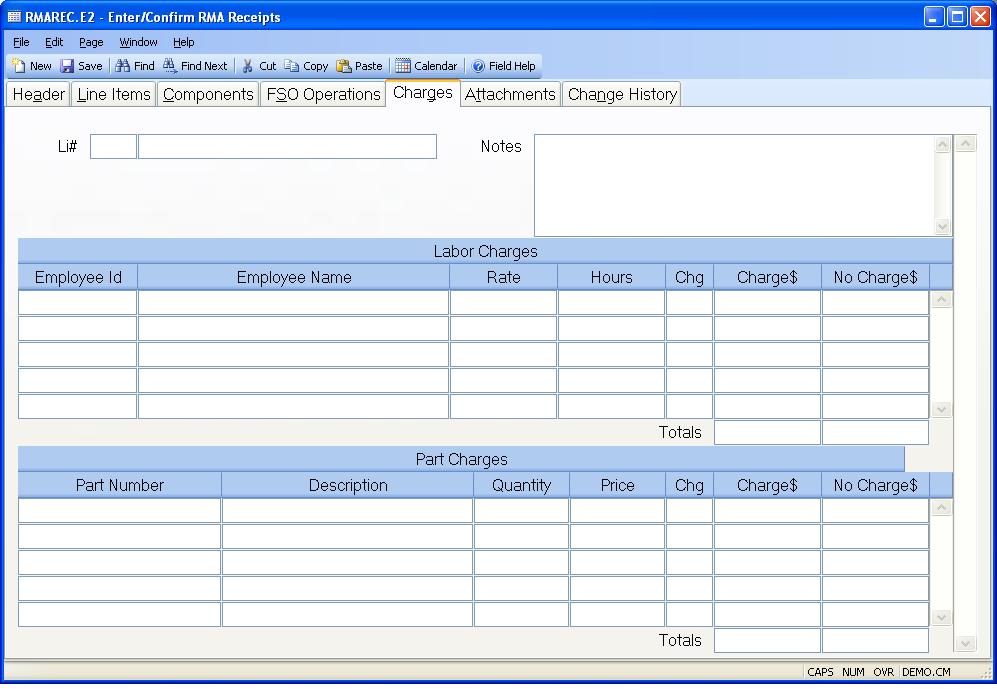 RMAREC.E2 - Enter/Confirm RMA Receipts
File Edit Page Window Help
New Save Find Find Next Cut Copy Paste Calendar Field Help
Header Line Items Components FSO Operations Charges Attachments Change History
Li# Notes
Labor Charges
Employee Id Employee Name Rate Hours Chg Charge$ No Charge$
Totals
Part Charges
Part Number Description Quantity Price Chg Charge$ No Charge$
Totals
CAPS NUM OVR DEMO.CM